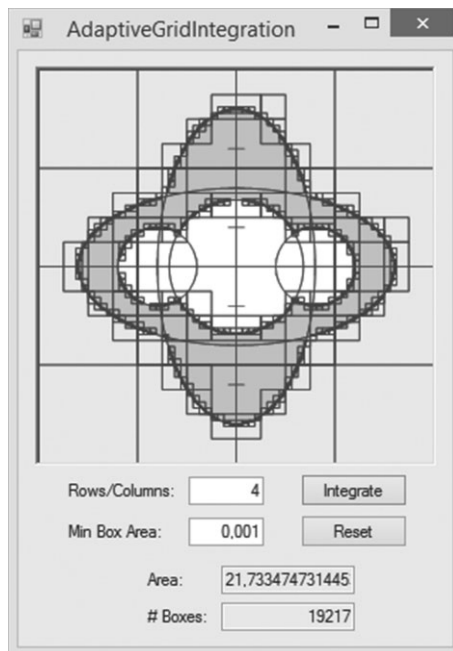 AdaptiveGridIntegration
Rows/Columns: 4 Integrate
Min Box Area: 0,001 Reset
Area: 21,733474731445
# Boxes: 19217